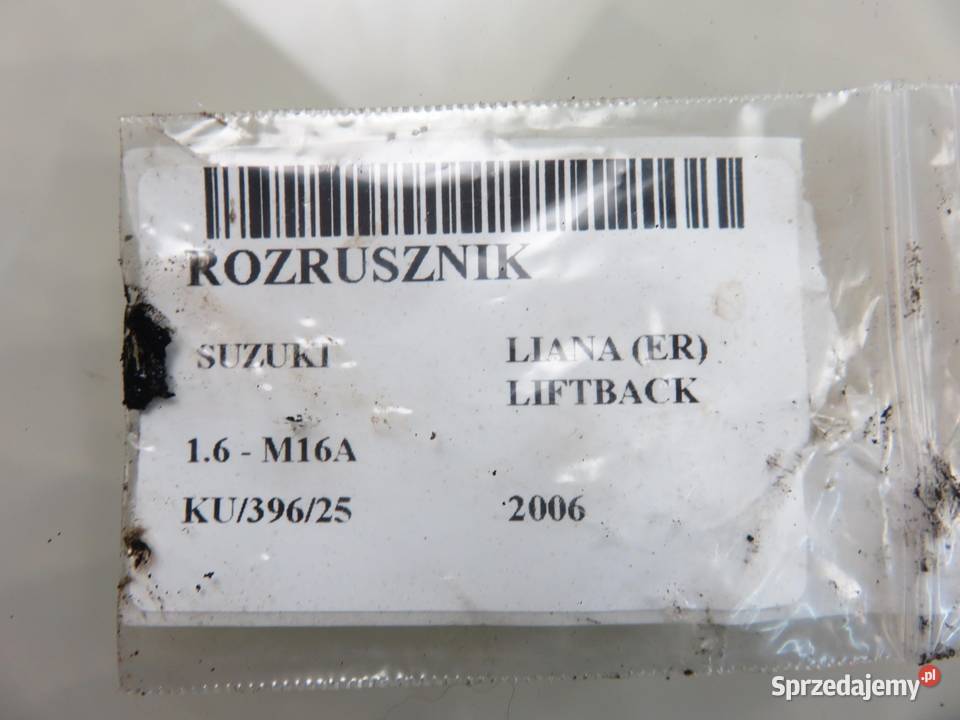 ROZRUSZNIK
SUZUKI LIANA (ER)
LIFTBACK
1.6 - M16A
KU/396/25 2006
Sprzedajemy.pl